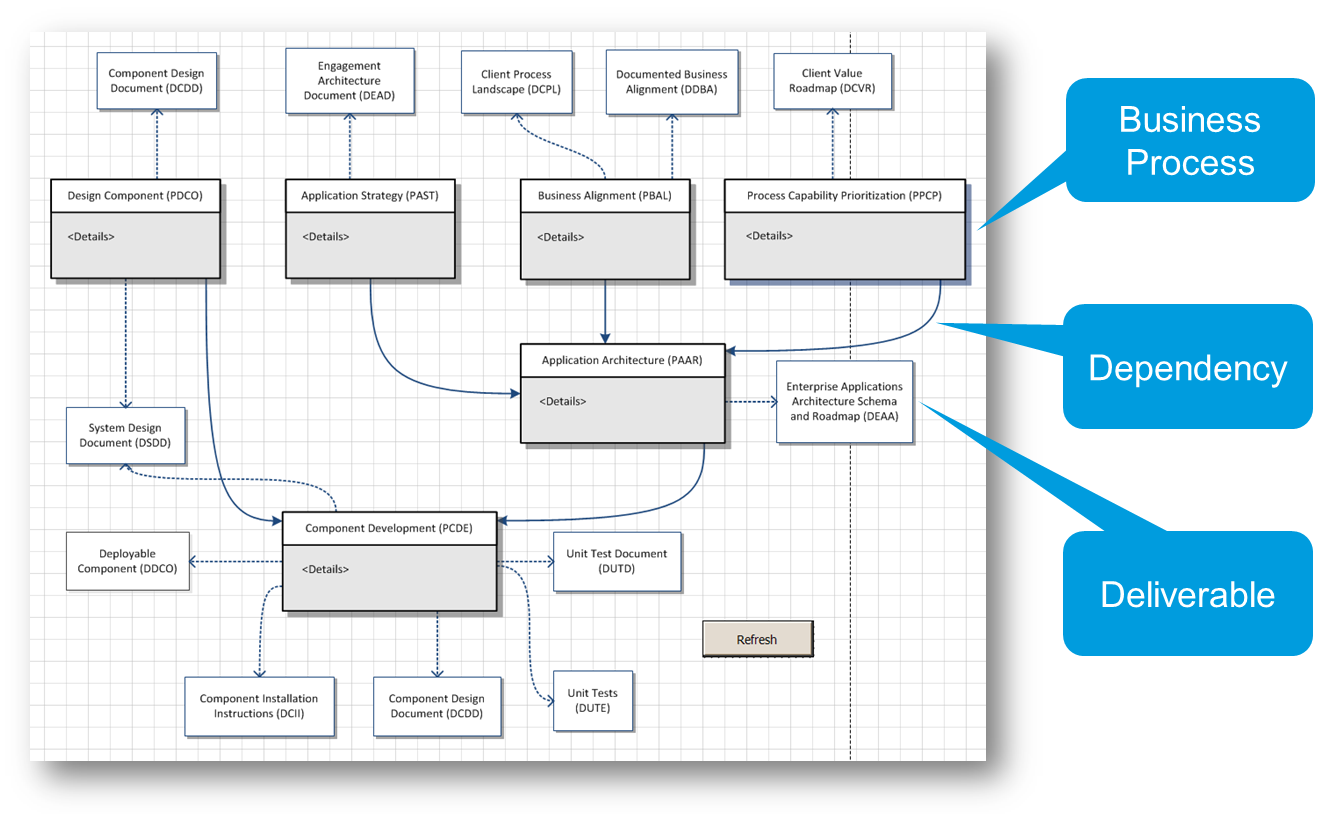 Component Design
Document (DCDD)
Engagement
Architecture
Document (DEAD)
Client Process
Landscape (DCPL)
Documented Business
Alignment (DDBA)
Client Value
Roadmap (DCVR)
Business
Process
Design Component (PDCO)
<Details>
Application Strategy (PAST)
<Details>
Business Alignment (PBAL)
<Details>
Process Capability Prioritization (PPCP)
<Details>
Dependency
Application Architecture (PAAR)
<Details>
Enterprise Applications
Architecture Schema
and Roadmap (DEAA)
System Design
Document (DSDD)
Component Development (PCDE)
<Details>
Deployable
Component (DDCO)
Unit Test Document
(DUTD)
Deliverable
Refresh
Component Installation
Instructions (DCII)
Component Design
Document (DCDD)
Unit Tests
(DUTE)